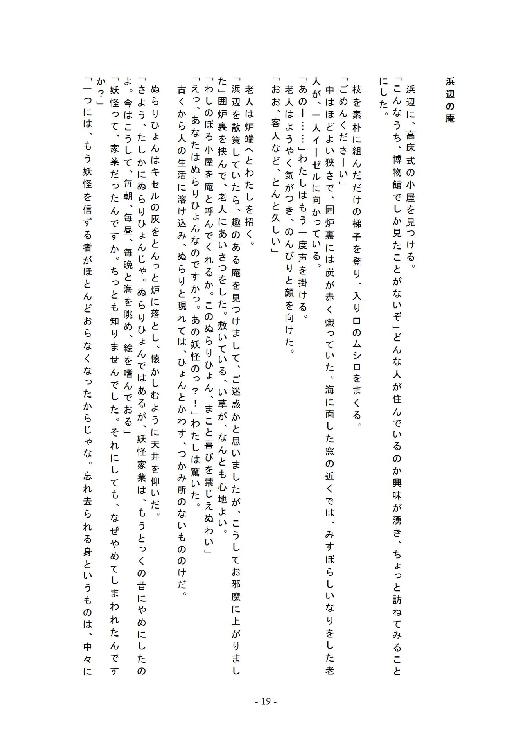 浜辺の庵
浜辺に、高床式の小屋を見つける。
「こんなうち、博物館でしか見たことがないぞ」どんな人が住んでいるのか興味が湧き、ちょっと訪ねてみること
にした。
枝を素朴に組んだだけの梯子を登り、入り口のムシロをまくる。
「ごめんくださーい」
中はほどよい狭さで、囲炉裏には炭が赤く熾っていた。海に面した窓の近くでは、みすぼらしいなりをした老
人が、一人イーゼルに向かっている。
「あのー……」わたしはもう一度声を掛ける。
老人はようやく気がつき、のんびりと顔を向けた。
「おお、客人など、とんと久しい」
老人は炉端へとわたしを招く。
「浜辺を散策していたら、趣のある庵を見つけまして、ご迷惑かと思いましたが、こうしてお邪魔に上がりまし
た」囲炉裏を挟んで、老人にあいさつをした。敷いている、い草が、なんとも心地よい。
「わしのぼろ小屋を庵と呼んでくれるか。このぬらりひょん、まこと喜びを禁じえぬわい」
「えっ、あなたはぬらりひょんなのですか。あの妖怪のっ？！」わたしは驚いた。
古くから人の生活に溶け込み、ぬらりと現れては、ひょんとかわす、つかみ所のないもののけだ。
ぬらりひょんはキセルの灰をとんっと炉に落とし、懐かしむように天井を仰いだ。
「さよう、たしかにぬらりひょんじゃ。ぬらりひょんではあるが、妖怪家業は、もうとっくの昔にやめにしたの
よ。今はこうして、毎朝、毎昼、毎晩と海を眺め、絵を嗜んでおる」
「妖怪って、家業だったんですか。ちっとも知りませんでした。それにしても、なぜやめてしまわれたんです
か？」
「一つには、もう妖怪を信ずる者がほとんどおらなくなったからじゃな。忘れ去られる身というものは、中々に
- 19 -